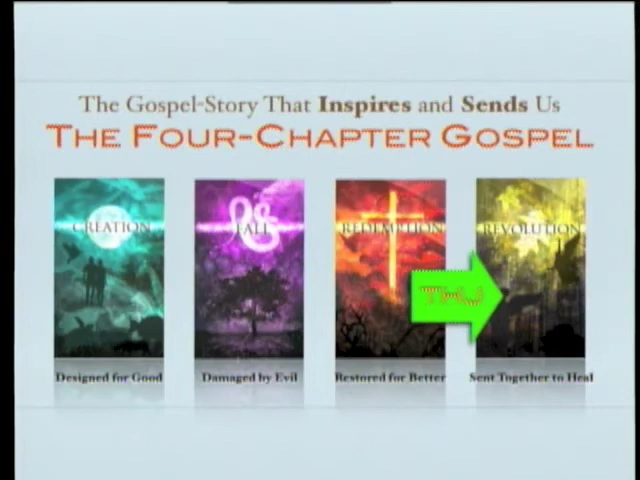 The Gospel-Story That Inspires and Sends Us
THE FOUR-CHAPTER GOSPEL
CREATION
FALL
REDEMPTION
REVOLUTION
Designed for Good
Damaged by Evil
Restored for Better
Sent Together to Heal